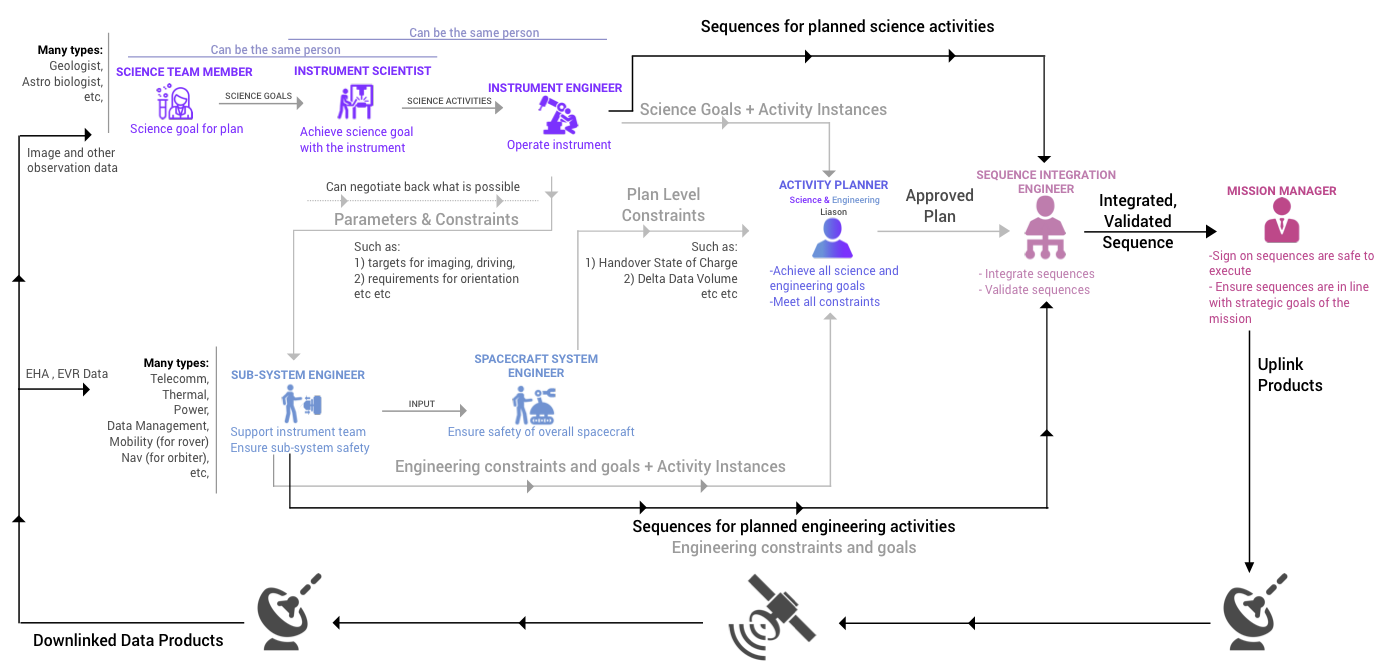 Sequences for planned science activities
Can be the same person
Can be the same person
Many types:
Geologist,
Astro biologist,
etc,
SCIENCE TEAM MEMBER
Science goal for plan
SCIENCE GOALS
INSTRUMENT SCIENTIST
Achieve science goal
with the instrument
SCIENCE ACTIVITIES
INSTRUMENT ENGINEER
Operate instrument
Science Goals + Activity Instances
Image and other
observation data
Can negotiate back what is possible
Parameters & Constraints
Such as:
1) targets for imaging, driving,
2) requirements for orientation
etc etc
Plan Level
Constraints
Such as:
1) Handover State of Charge
2) Delta Data Volume
etc etc
ACTIVITY PLANNER
Science & Engineering
Liason
-Achieve all science and
engineering goals
-Meet all constraints
Approved
Plan
SEQUENCE INTEGRATION
ENGINEER
- Integrate sequences
- Validate sequences
Integrated,
Validated
Sequence
MISSION MANAGER
-Sign on sequences are safe to
execute
- Ensure sequences are in line
with strategic goals of the
mission
EHA , EVR Data
Many types:
Telecomm,
Thermal,
Power,
Data Management,
Mobility (for rover)
Nav (for orbiter),
etc,
SUB-SYSTEM ENGINEER
Support instrument team
Ensure sub-system safety
INPUT
SPACECRAFT SYSTEM
ENGINEER
Ensure safety of overall spacecraft
Uplink
Products
Engineering constraints and goals + Activity Instances
Sequences for planned engineering activities
Engineering constraints and goals
Downlinked Data Products